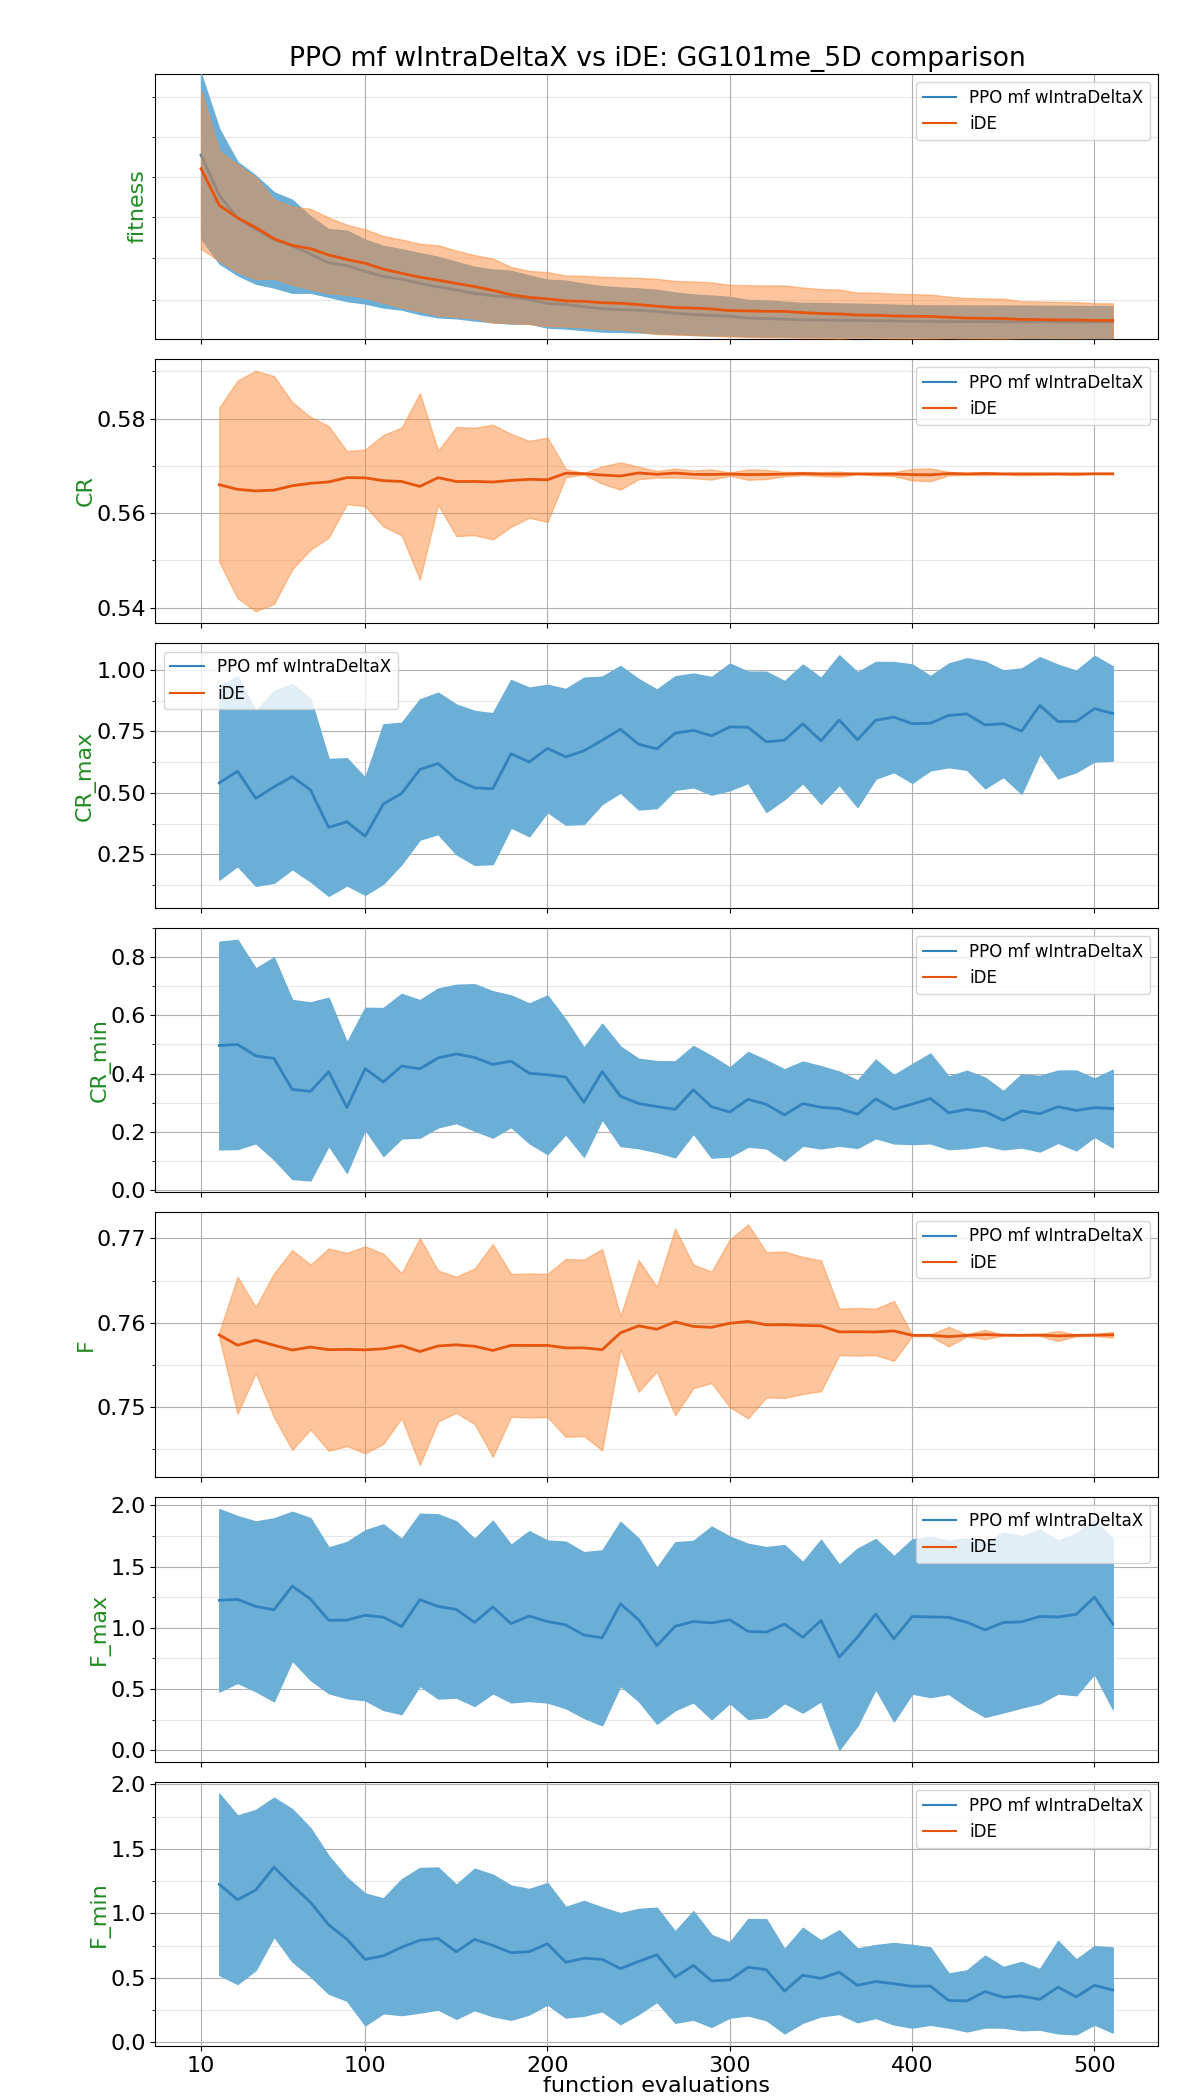 PPO mf wIntraDeltaX vs iDE: GG101me_5D comparison
fitness
PPO mf wIntraDeltaX
iDE
CR
0.58
0.56
0.54
PPO mf wIntraDeltaX
iDE
CR_max
1.00
0.75
0.50
0.25
PPO mf wIntraDeltaX
iDE
CR_min
0.8
0.6
0.4
0.2
0.0
PPO mf wIntraDeltaX
iDE
F
0.77
0.76
0.75
PPO mf wIntraDeltaX
iDE
F_max
2.0
1.5
1.0
0.5
0.0
PPO mf wIntraDeltaX
iDE
F_min
2.0
1.5
1.0
0.5
0.0
PPO mf wIntraDeltaX
iDE
10 100 200 300 400 500
function evaluations